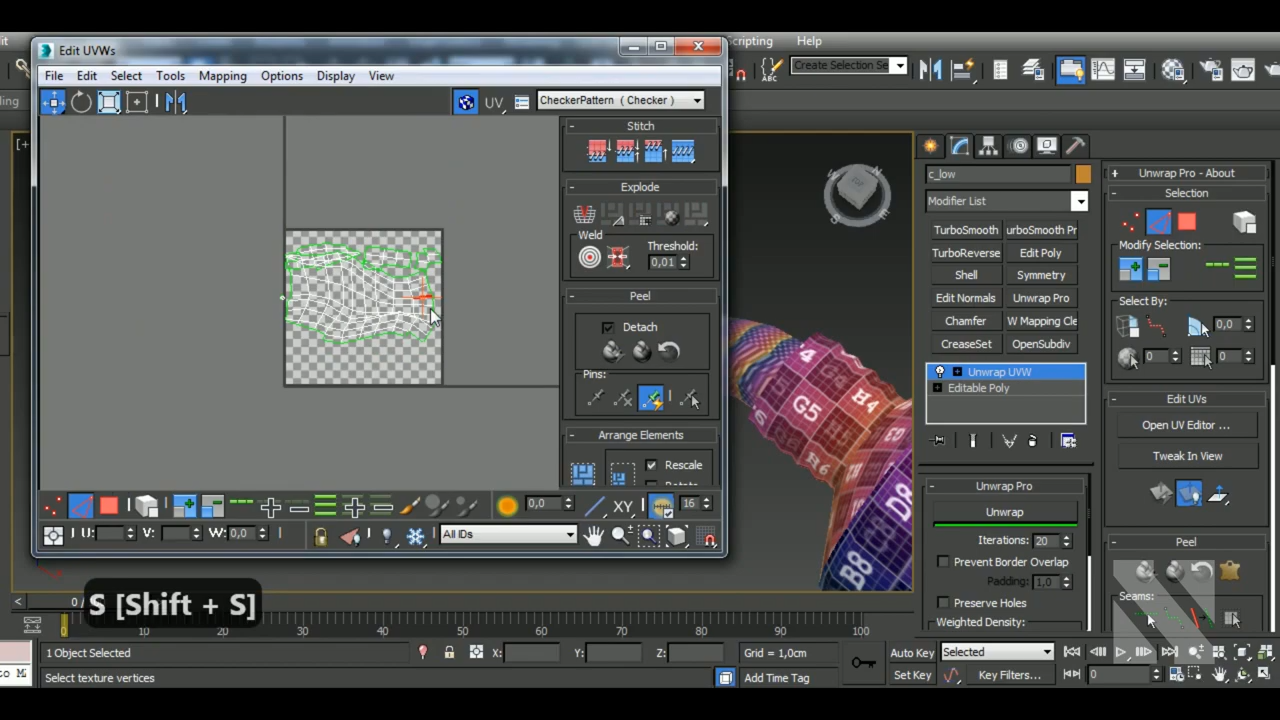 Edit UVWs
Scripting Help
Create Selection Se
File Edit Select Tools Mapping Options Display View
UV
CheckerPattern ( Checker )
Stitch
Explode
Weld
Threshold:
0,01
Peel
Detach
Pins:
Arrange Elements
Rescale
0,0
XY
16
U: V: W: 0,0
All IDs
c_low
Modifier List
TurboSmooth
urboSmooth Pr
TurboReverse
Edit Poly
Shell
Symmetry
Edit Normals
Unwrap Pro
Chamfer
W Mapping Cle
CreaseSet
OpenSubdiv
Unwrap UVW
Editable Poly
Unwrap Pro
Unwrap
Iterations: 20
Prevent Border Overlap
Padding: 1,0
Preserve Holes
Weighted Density:
Unwrap Pro - About
Selection
Modify Selection:
Select By:
0,0
0
0
Edit UVs
Open UV Editor ...
Tweak In View
Peel
Seams:
G5
H4
H6
D8
B8
S [Shift + S]
0 10 20 30 40 50 60 70 80 90 100
1 Object Selected
X: Y: Z:
Grid = 1,0cm
Select texture vertices
Add Time Tag
Auto Key
Selected
Set Key
Key Filters...
0